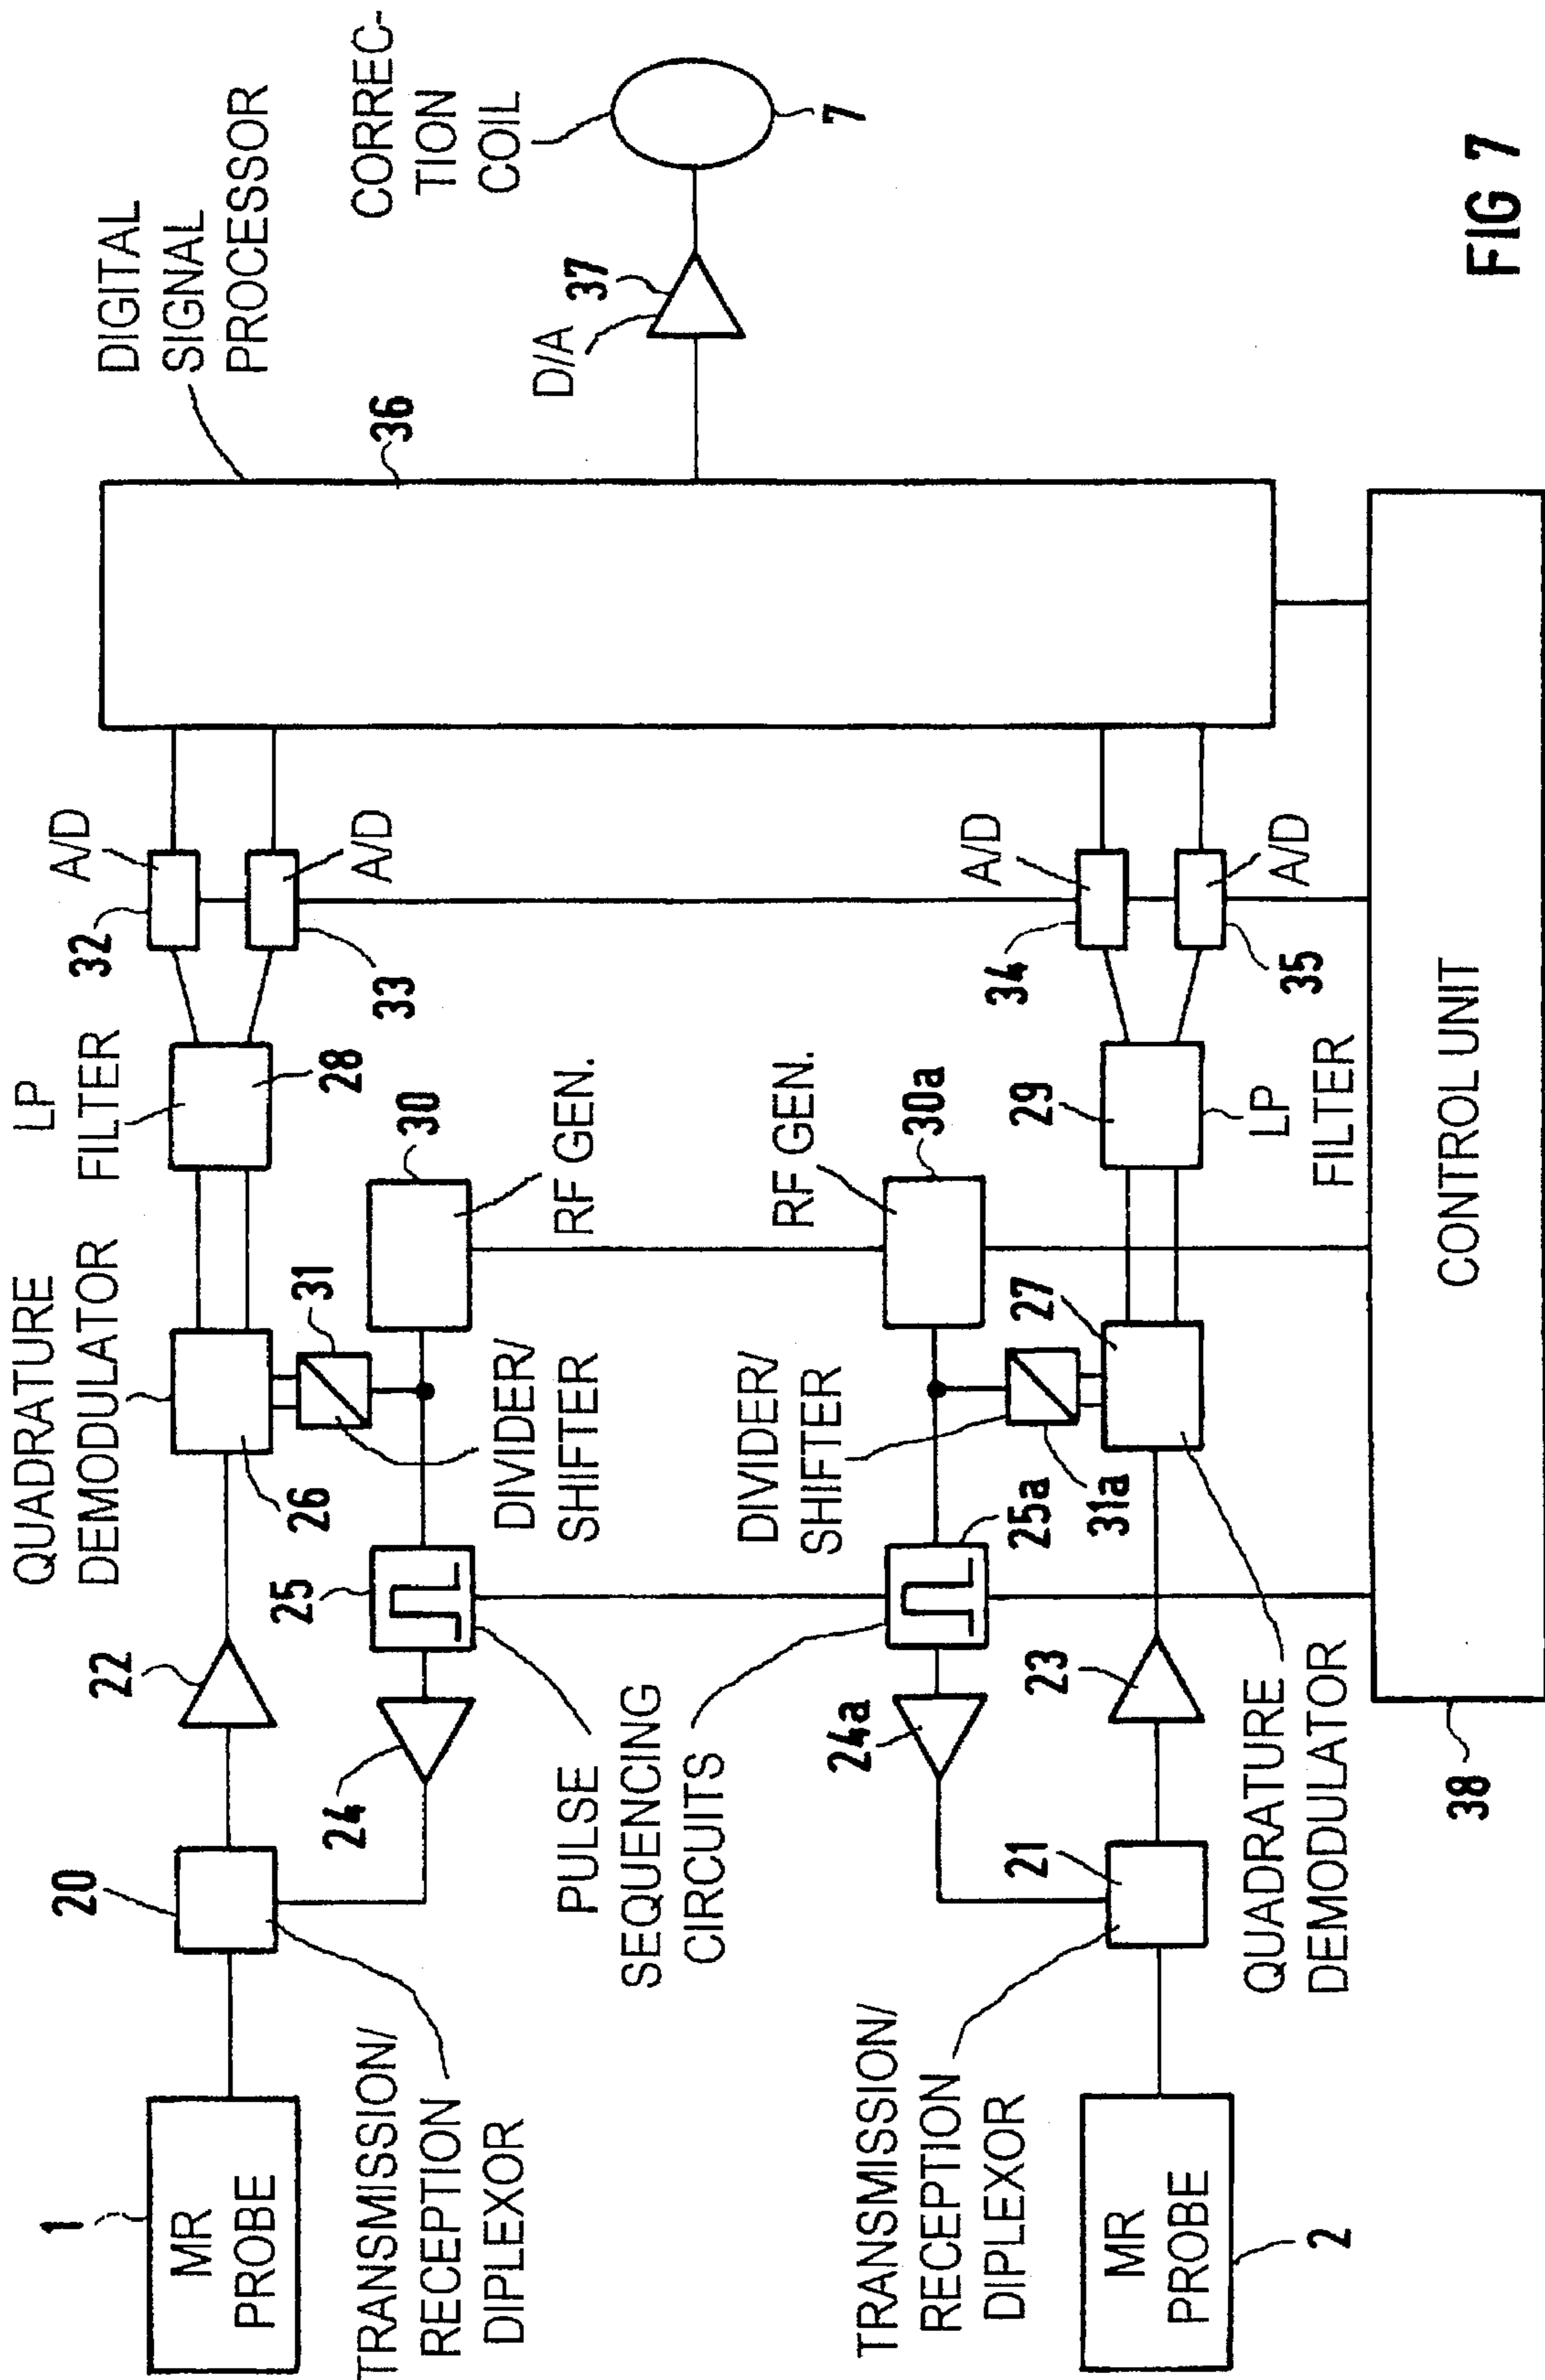 1
MR
PROBE
20
TRANSMISSION/
RECEPTION
DIPLEXOR
22
24
QUADRATURE
DEMODULATOR
26
25
31
DIVIDER/
SHIFTER
LP
FILTER
28
30
RF GEN.
A/D
32
33
A/D
DIGITAL
SIGNAL
PROCESSOR
36
D/A
37
CORREC-
TION
COIL
7
PULSE
SEQUENCING
CIRCUITS
TRANSMISSION/
RECEPTION
DIPLEXOR
MR
PROBE
2
21
24a
23
25a
DIVIDER/
SHIFTER
31a
27
QUADRATURE
DEMODULATOR
RF GEN.
30a
29
LP
FILTER
A/D
34
35
A/D
38
CONTROL UNIT
FIG 7